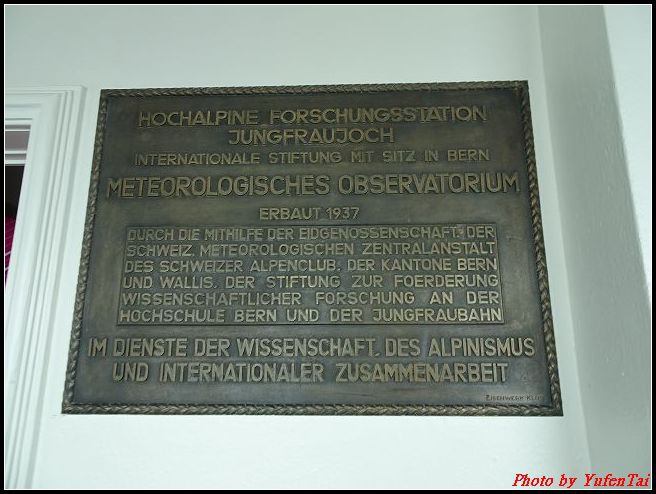 HOCHALPINE FORSCHUNGSSTATION
JUNGFRAUJOCH
INTERNATIONALE STIFTUNG MIT SITZ IN BERN
METEOROLOGISCHES OBSERVATORIUM
ERBAUT 1937
DURCH DIE MITHILFE DER EIDGENOSSENSCHAFT, DER
SCHWEIZ. METEOROLOGISCHEN ZENTRALANSTALT
DES SCHWEIZER ALPENCLUB, DER KANTONE BERN
UND WALLIS, DER STIFTUNG ZUR FOERDERUNG
WISSENSCHAFTLICHER FORSCHUNG AN DER
HOCHSCHULE BERN UND DER JUNGFRAUBAHN
IM DIENSTE DER WISSENSCHAFT, DES ALPINISMUS
UND INTERNATIONALER ZUSAMMENARBEIT
EISENWERK KLUS
Photo by YufenTai